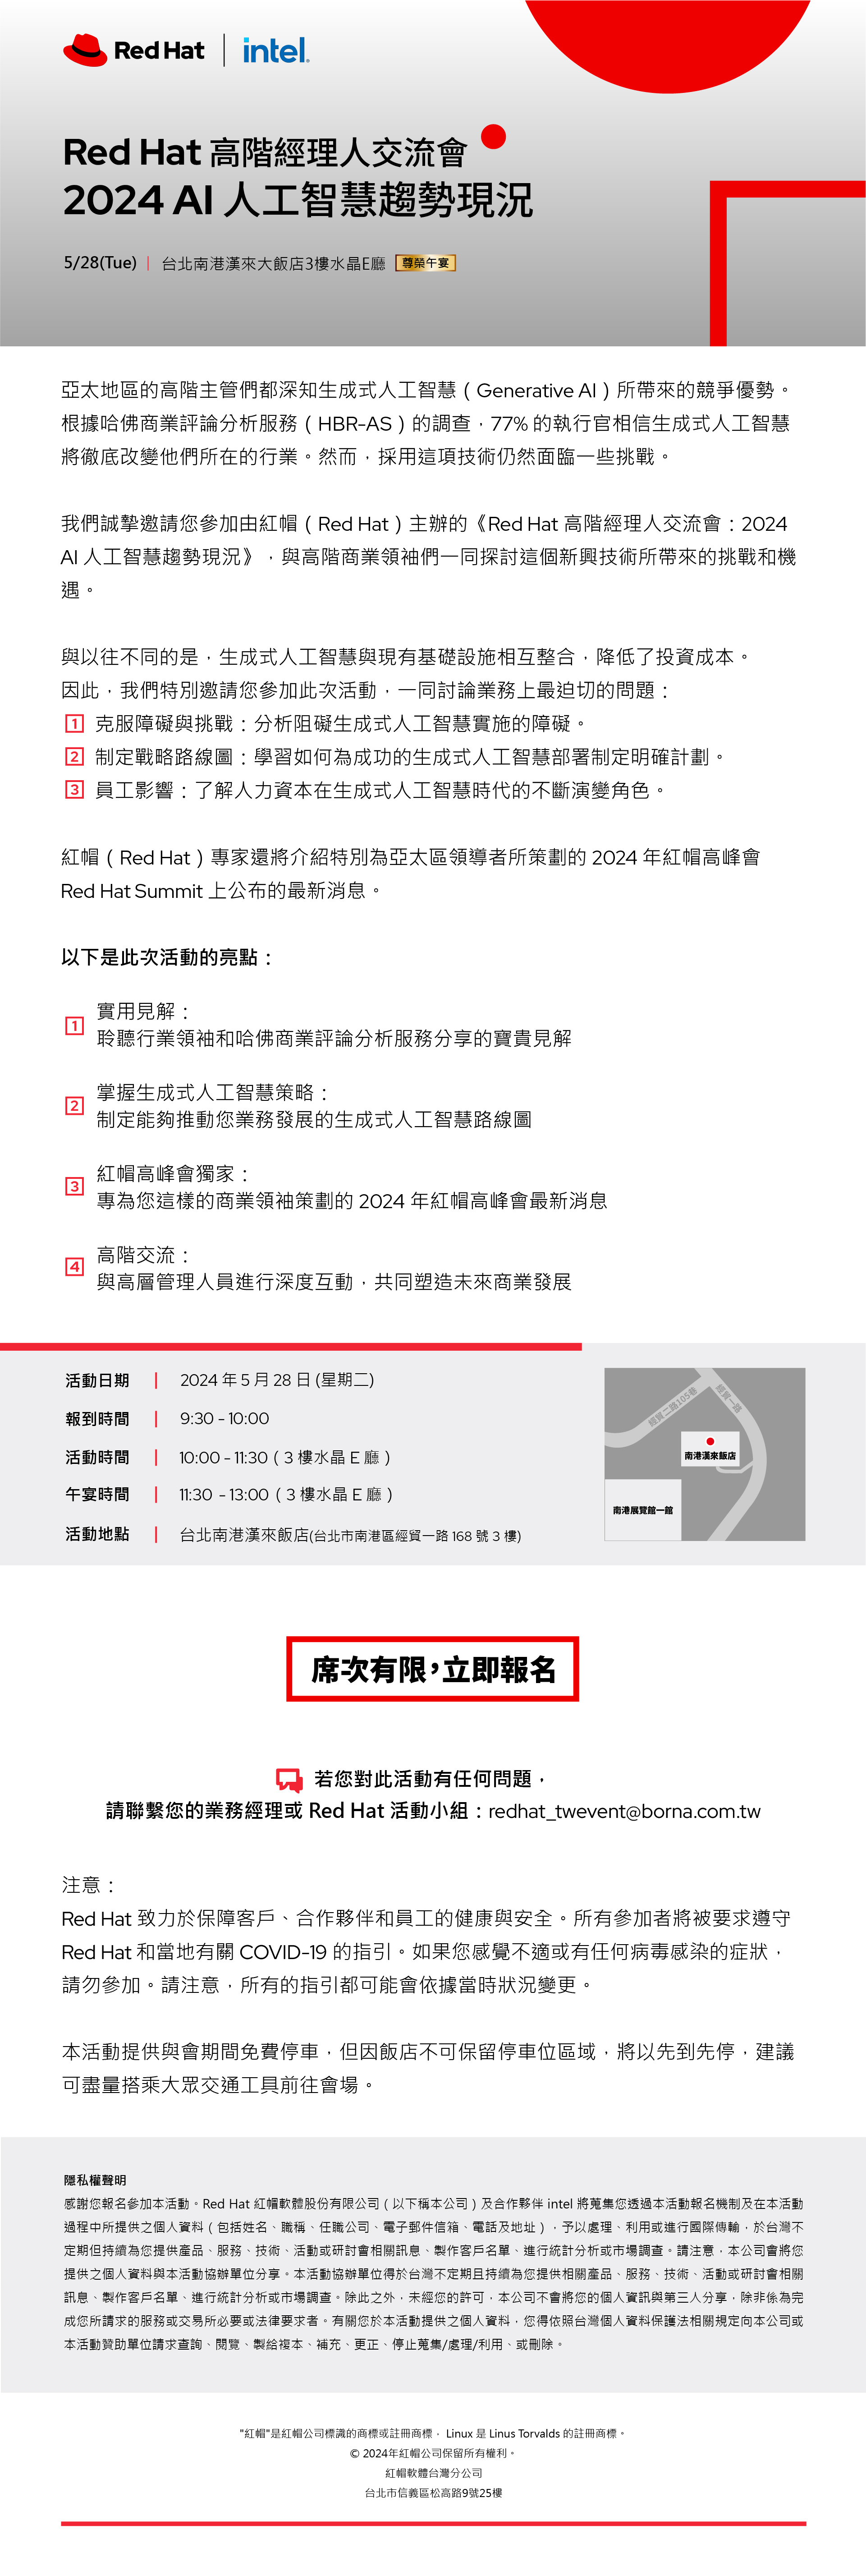 Red Hat | intel.
Red Hat 高階經理人交流會
2024 AI 人工智慧趨勢現況
5/28(Tue) | 台北南港漢來大飯店3樓水晶E廳 尊榮午宴
亞太地區的高階主管們都深知生成式人工智慧（Generative AI）所帶來的競爭優勢。
根據哈佛商業評論分析服務（HBR-AS）的調查，77% 的執行官相信生成式人工智慧
將徹底改變他們所在的行業。然而，採用這項技術仍然面臨一些挑戰。
我們誠摯邀請您參加由紅帽（Red Hat）主辦的《Red Hat 高階經理人交流會：2024
AI 人工智慧趨勢現況》，與高階商業領袖們一同探討這個新興技術所帶來的挑戰和機
遇。
與以往不同的是，生成式人工智慧與現有基礎設施相互整合，降低了投資成本。
因此，我們特別邀請您參加此次活動，一同討論業務上最迫切的問題：
1 克服障礙與挑戰：分析阻礙生成式人工智慧實施的障礙。
2 制定戰略路線圖：學習如何為成功的生成式人工智慧部署制定明確計劃。
3 員工影響：了解人力資本在生成式人工智慧時代的不斷演變角色。
紅帽（Red Hat）專家還將介紹特別為亞太區領導者所策劃的 2024 年紅帽高峰會
Red Hat Summit 上公布的最新消息。
以下是此次活動的亮點：
1 實用見解：
聆聽行業領袖和哈佛商業評論分析服務分享的寶貴見解
2 掌握生成式人工智慧策略：
制定能夠推動您業務發展的生成式人工智慧路線圖
3 紅帽高峰會獨家：
專為您這樣的商業領袖策劃的 2024 年紅帽高峰會最新消息
4 高階交流：
與高層管理人員進行深度互動，共同塑造未來商業發展
活動日期 | 2024 年 5 月 28 日 (星期二)
報到時間 | 9:30 - 10:00
活動時間 | 10:00 - 11:30（3 樓水晶 E 廳）
午宴時間 | 11:30 - 13:00（3 樓水晶 E 廳）
活動地點 | 台北南港漢來飯店(台北市南港區經貿一路 168 號 3 樓)
經貿二路105巷
經貿一路
南港漢來飯店
南港展覽館一館
席次有限，立即報名
若您對此活動有任何問題，
請聯繫您的業務經理或 Red Hat 活動小組：redhat_twevent@borna.com.tw
注意：
Red Hat 致力於保障客戶、合作夥伴和員工的健康與安全。所有參加者將被要求遵守
Red Hat 和當地有關 COVID-19 的指引。如果您感覺不適或有任何病毒感染的症狀，
請勿參加。請注意，所有的指引都可能會依據當時狀況變更。
本活動提供與會期間免費停車，但因飯店不可保留停車位區域，將以先到先停，建議
可盡量搭乘大眾交通工具前往會場。
隱私權聲明
感謝您報名參加本活動。Red Hat 紅帽軟體股份有限公司（以下稱本公司）及合作夥伴 intel 將蒐集您透過本活動報名機制及在本活動
過程中所提供之個人資料（包括姓名、職稱、任職公司、電子郵件信箱、電話及地址），予以處理、利用或進行國際傳輸，於台灣不
定期但持續為您提供產品、服務、技術、活動或研討會相關訊息、製作客戶名單、進行統計分析或市場調查。請注意，本公司會將您
提供之個人資料與本活動協辦單位分享。本活動協辦單位得於台灣不定期且持續為您提供相關產品、服務、技術、活動或研討會相關
訊息、製作客戶名單、進行統計分析或市場調查。除此之外，未經您的許可，本公司不會將您的個人資訊與第三人分享，除非係為完
成您所請求的服務或交易所必要或法律要求者。有關您於本活動提供之個人資料，您得依照台灣個人資料保護法相關規定向本公司或
本活動贊助單位請求查詢、閱覽、製給複本、補充、更正、停止蒐集/處理/利用、或刪除。
"紅帽"是紅帽公司標識的商標或註冊商標， Linux 是 Linus Torvalds 的註冊商標。
© 2024年紅帽公司保留所有權利。
紅帽軟體台灣分公司
台北市信義區松高路9號25樓